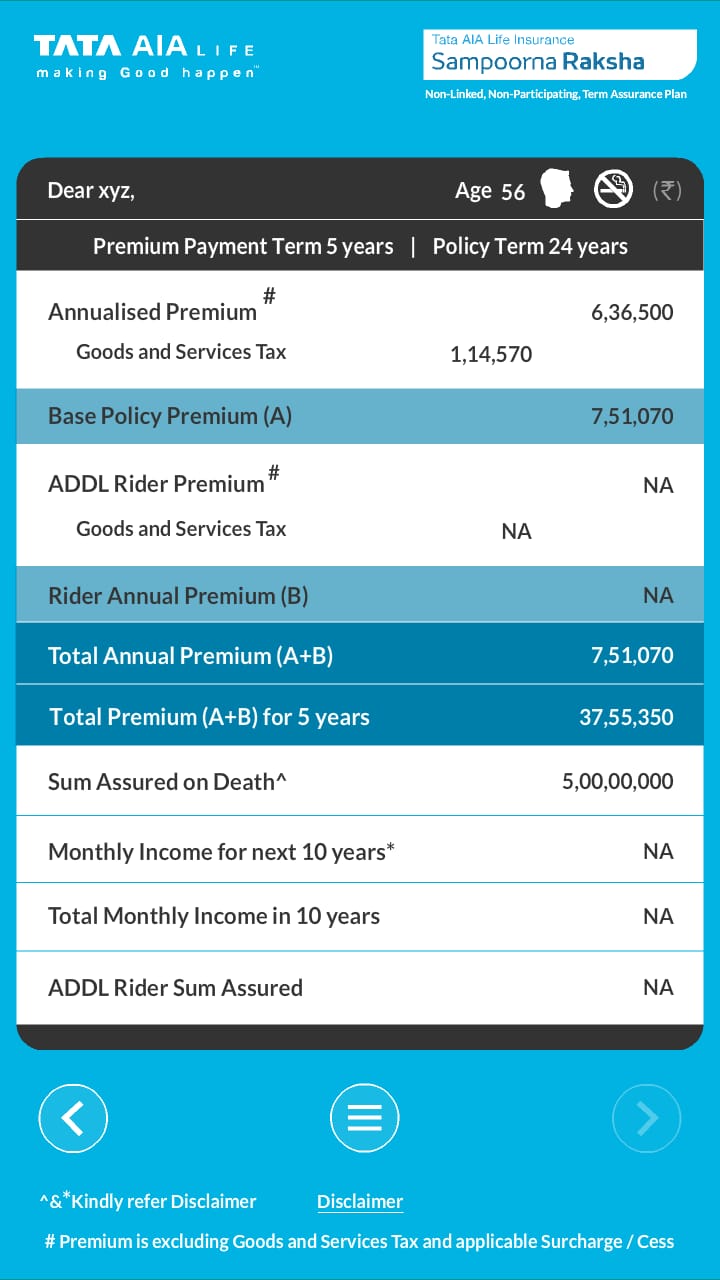 TATA AIA LIFE
making Good happen™
Tata AIA Life Insurance
Sampoorna Raksha
Non-Linked, Non-Participating, Term Assurance Plan
Dear xyz, Age 56 (₹)
Premium Payment Term 5 years | Policy Term 24 years
Annualised Premium # 6,36,500
Goods and Services Tax 1,14,570
Base Policy Premium (A) 7,51,070
ADDL Rider Premium # NA
Goods and Services Tax NA
Rider Annual Premium (B) NA
Total Annual Premium (A+B) 7,51,070
Total Premium (A+B) for 5 years 37,55,350
Sum Assured on Death^ 5,00,00,000
Monthly Income for next 10 years* NA
Total Monthly Income in 10 years NA
ADDL Rider Sum Assured NA
^&*Kindly refer Disclaimer Disclaimer
# Premium is excluding Goods and Services Tax and applicable Surcharge / Cess